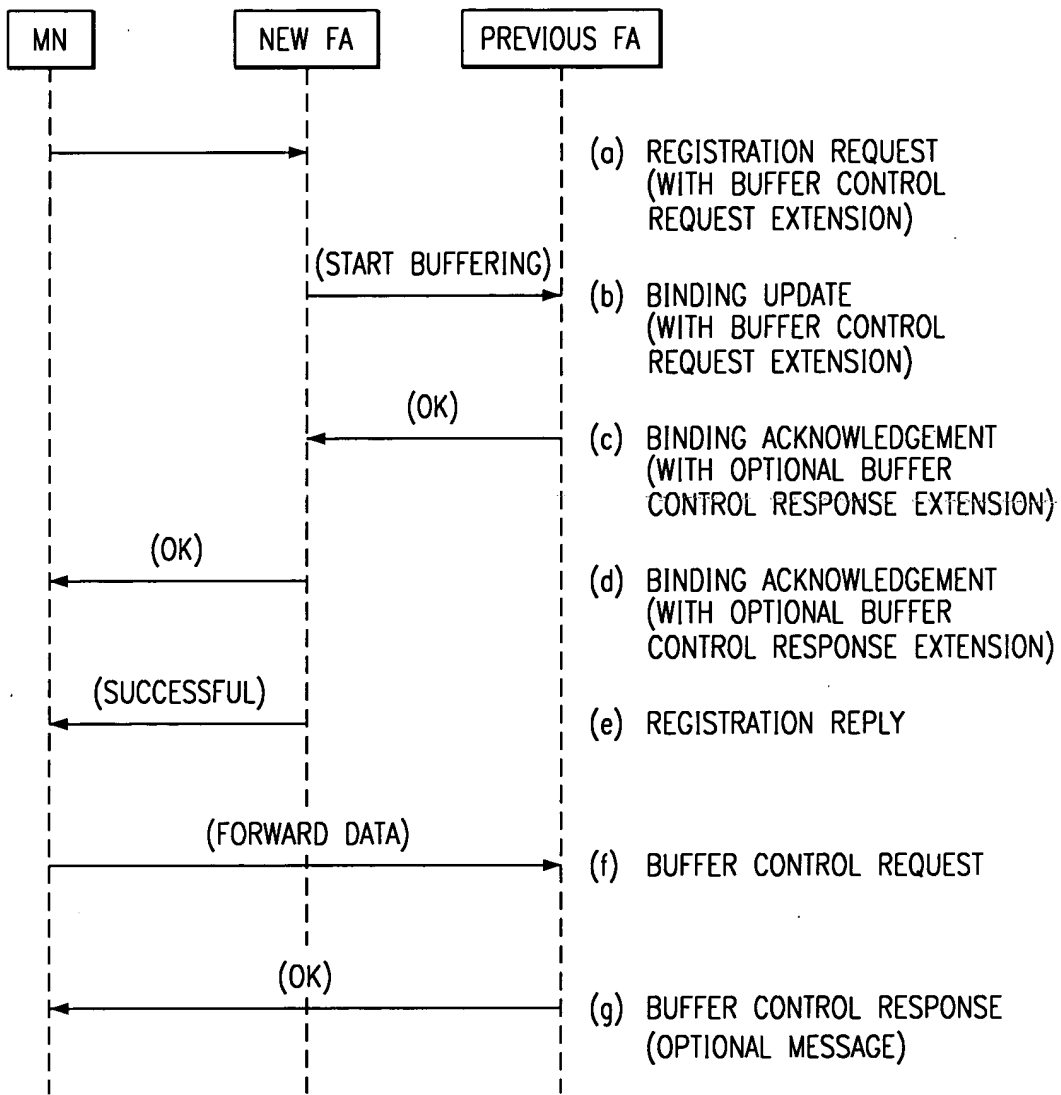 MN
NEW FA
PREVIOUS FA
(a) REGISTRATION REQUEST
(WITH BUFFER CONTROL
REQUEST EXTENSION)
(START BUFFERING)
(b) BINDING UPDATE
(WITH BUFFER CONTROL
REQUEST EXTENSION)
(OK)
(c) BINDING ACKNOWLEDGEMENT
(WITH OPTIONAL BUFFER
CONTROL RESPONSE EXTENSION)
(OK)
(d) BINDING ACKNOWLEDGEMENT
(WITH OPTIONAL BUFFER
CONTROL RESPONSE EXTENSION)
(SUCCESSFUL)
(e) REGISTRATION REPLY
(FORWARD DATA)
(f) BUFFER CONTROL REQUEST
(OK)
(g) BUFFER CONTROL RESPONSE
(OPTIONAL MESSAGE)